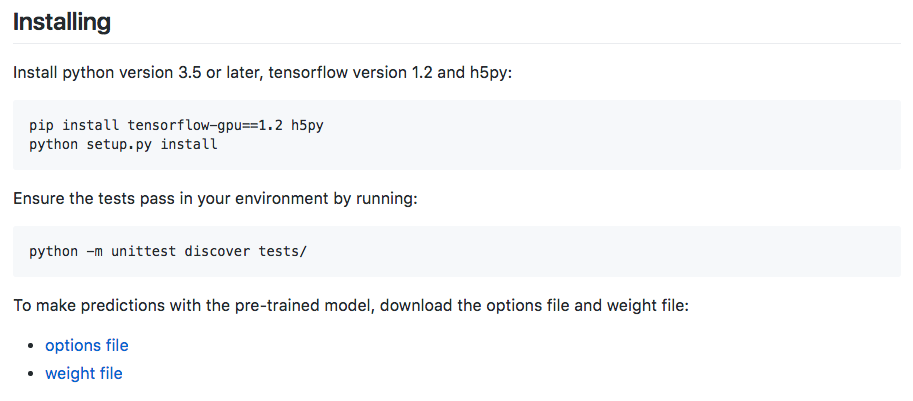 Installing
Install python version 3.5 or later, tensorflow version 1.2 and h5py:
pip install tensorflow-gpu==1.2 h5py
python setup.py install
Ensure the tests pass in your environment by running:
python -m unittest discover tests/
To make predictions with the pre-trained model, download the options file and weight file:
• options file
• weight file